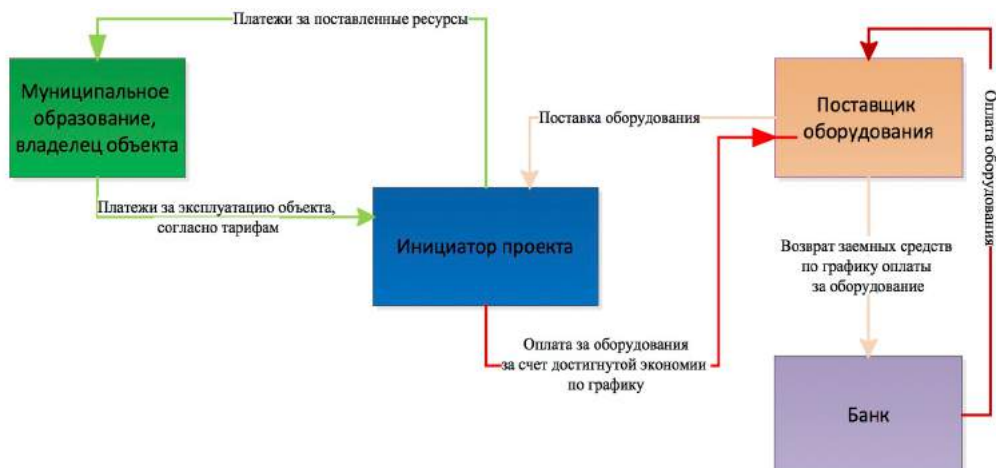 Платежи за поставленные ресурсы
Муниципальное
образование,
владелец объекта
Поставка оборудования
Поставщик
оборудования
Оплата оборудования
Платежи за эксплуатацию объекта,
согласно тарифам
Инициатор проекта
Возврат заемных средств
по графику оплаты
за оборудование
Оплата за оборудования
за счет достигнутой экономии
по графику
Банк